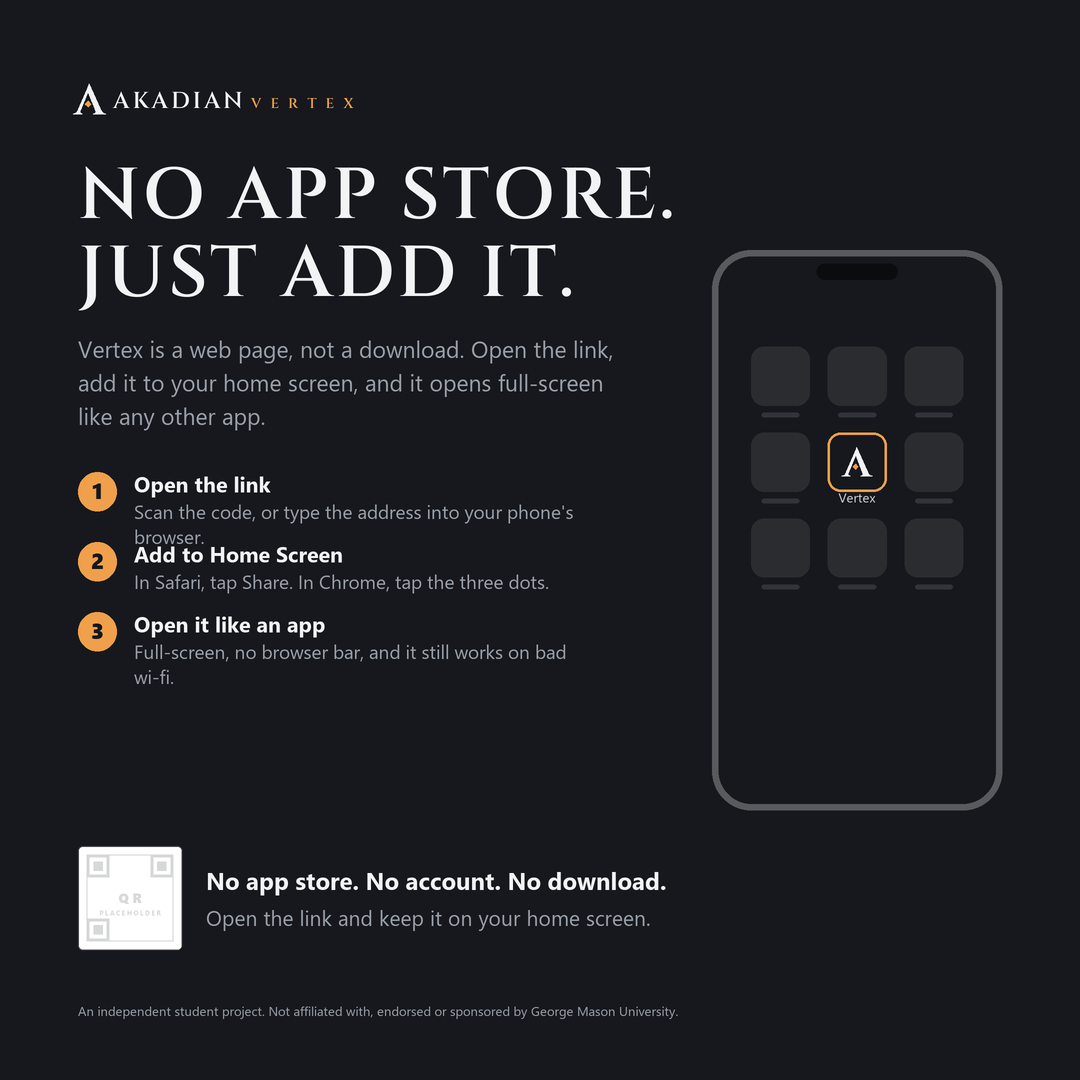 AKADIAN VERTEX
NO APP STORE.
JUST ADD IT.
Vertex is a web page, not a download. Open the link,
add it to your home screen, and it opens full-screen
like any other app.
1 Open the link
Scan the code, or type the address into your phone's
browser.
2 Add to Home Screen
In Safari, tap Share. In Chrome, tap the three dots.
3 Open it like an app
Full-screen, no browser bar, and it still works on bad
wi-fi.
Vertex
QR
PLACEHOLDER
No app store. No account. No download.
Open the link and keep it on your home screen.
An independent student project. Not affiliated with, endorsed or sponsored by George Mason University.